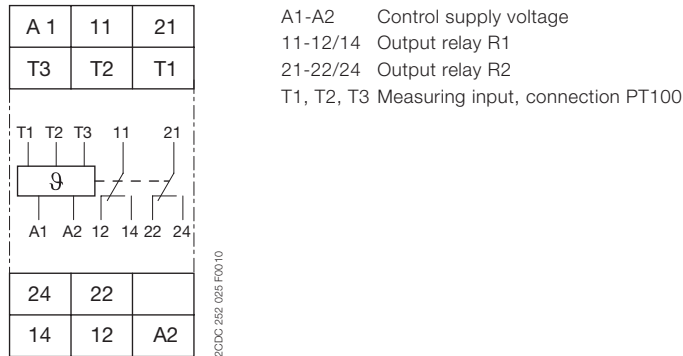 A 1 11 21
T3 T2 T1
T1 T2 T3 11 21
ϑ
A1 A2 12 14 22 24
24 22
14 12 A2
2CDC 252 025 F0010
A1-A2 Control supply voltage
11-12/14 Output relay R1
21-22/24 Output relay R2
T1, T2, T3 Measuring input, connection PT100